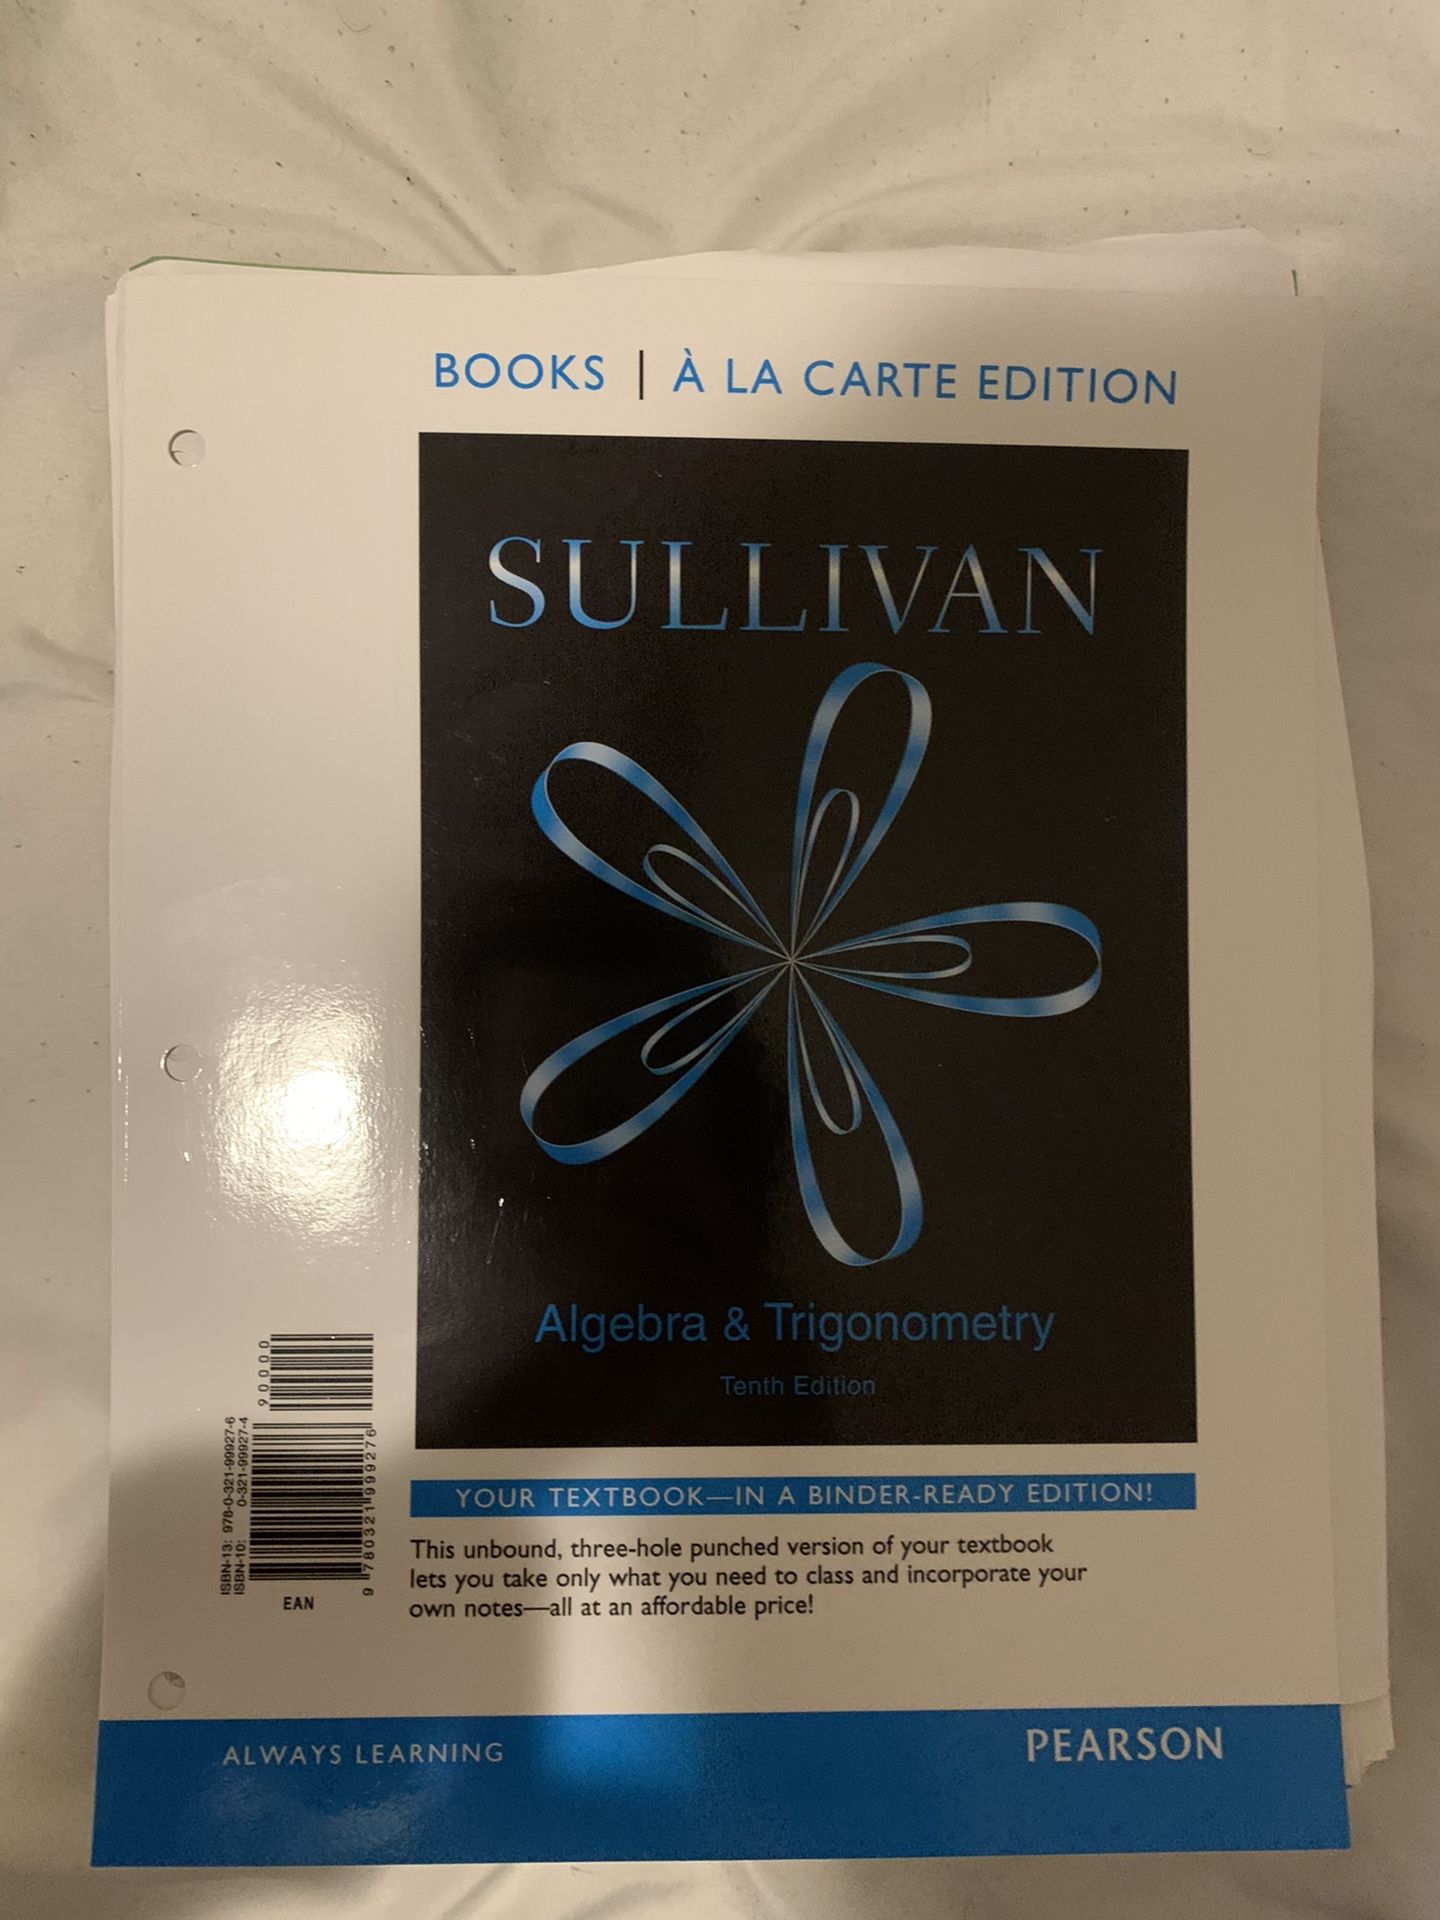 BOOKS | À LA CARTE EDITION
SULLIVAN
Algebra & Trigonometry
Tenth Edition
90000
ISBN-13: 978-0-321-99927-6
ISBN-10: 0-321-99927-4
9 780321 999276
EAN
YOUR TEXTBOOK—IN A BINDER-READY EDITION!
This unbound, three-hole punched version of your textbook
lets you take only what you need to class and incorporate your
own notes—all at an affordable price!
ALWAYS LEARNING
PEARSON